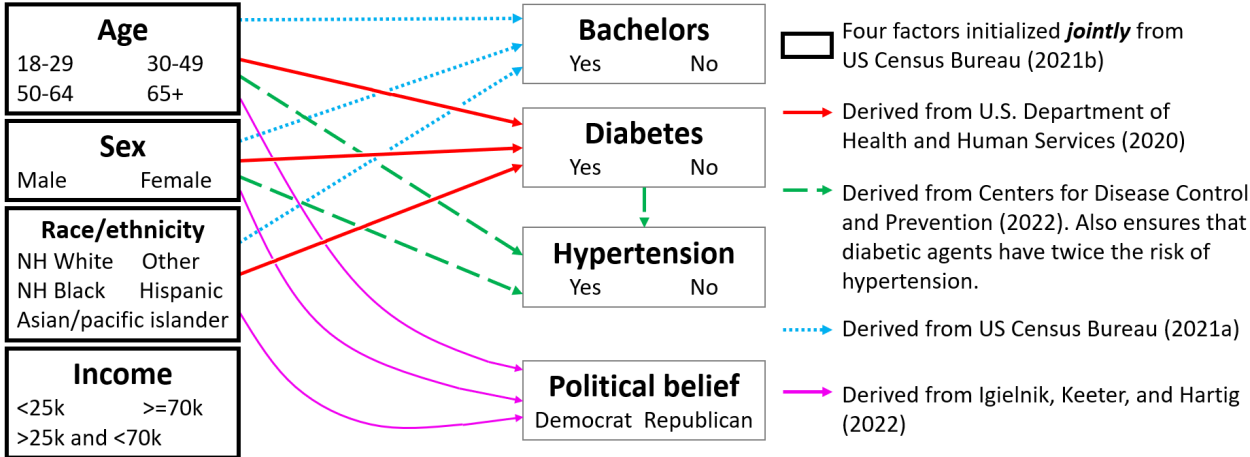 Age
18-29 30-49
50-64 65+
Sex
Male Female
Race/ethnicity
NH White Other
NH Black Hispanic
Asian/pacific islander
Income
<25k >=70k
>25k and <70k
Bachelors
Yes No
Diabetes
Yes No
Hypertension
Yes No
Political belief
Democrat Republican
Four factors initialized jointly from
US Census Bureau (2021b)
Derived from U.S. Department of
Health and Human Services (2020)
Derived from Centers for Disease Control
and Prevention (2022). Also ensures that
diabetic agents have twice the risk of
hypertension.
Derived from US Census Bureau (2021a)
Derived from Igielnik, Keeter, and Hartig
(2022)